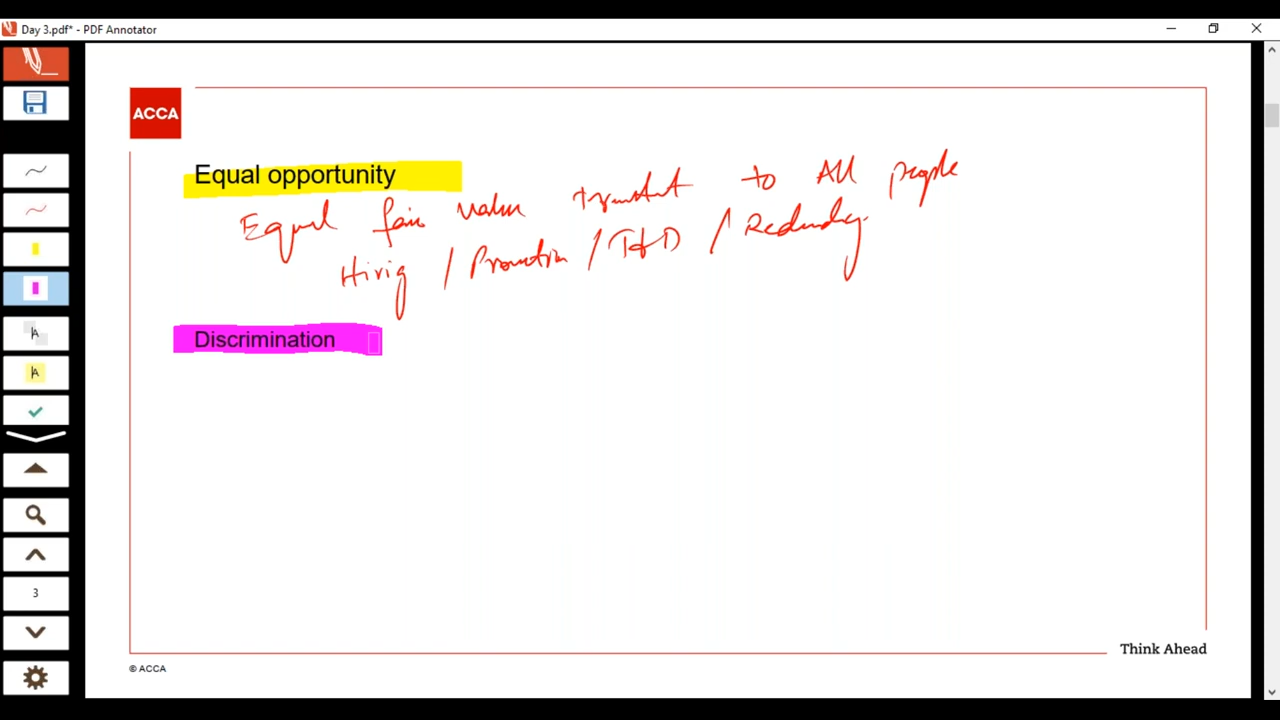 Day 3.pdf* - PDF Annotator
ACCA
Equal opportunity
Equal fair value treatment to All people
Hiring / Promotion / T&D / Redundancy.
Discrimination
3
Think Ahead
© ACCA